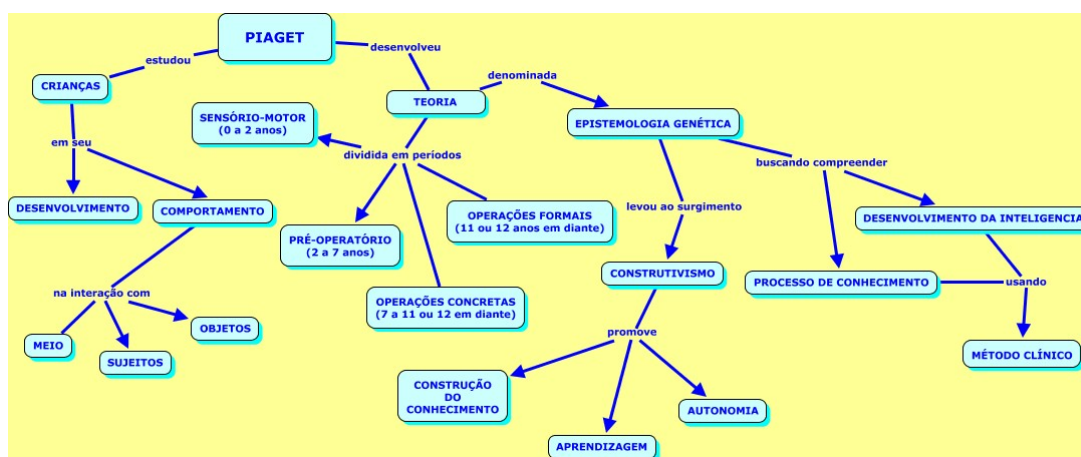 PIAGET
estudou
desenvolveu
CRIANÇAS
TEORIA
denominada
EPISTEMOLOGIA GENÉTICA
em seu
SENSÓRIO-MOTOR
(0 a 2 anos)
dividida em períodos
buscando compreender
DESENVOLVIMENTO
COMPORTAMENTO
PRÉ-OPERATÓRIO
(2 a 7 anos)
OPERAÇÕES FORMAIS
(11 ou 12 anos em diante)
levou ao surgimento
DESENVOLVIMENTO DA INTELIGENCIA
CONSTRUTIVISMO
PROCESSO DE CONHECIMENTO
usando
na interação com
OPERAÇÕES CONCRETAS
(7 a 11 ou 12 em diante)
MEIO
SUJEITOS
OBJETOS
promove
MÉTODO CLÍNICO
CONSTRUÇÃO
DO
CONHECIMENTO
APRENDIZAGEM
AUTONOMIA